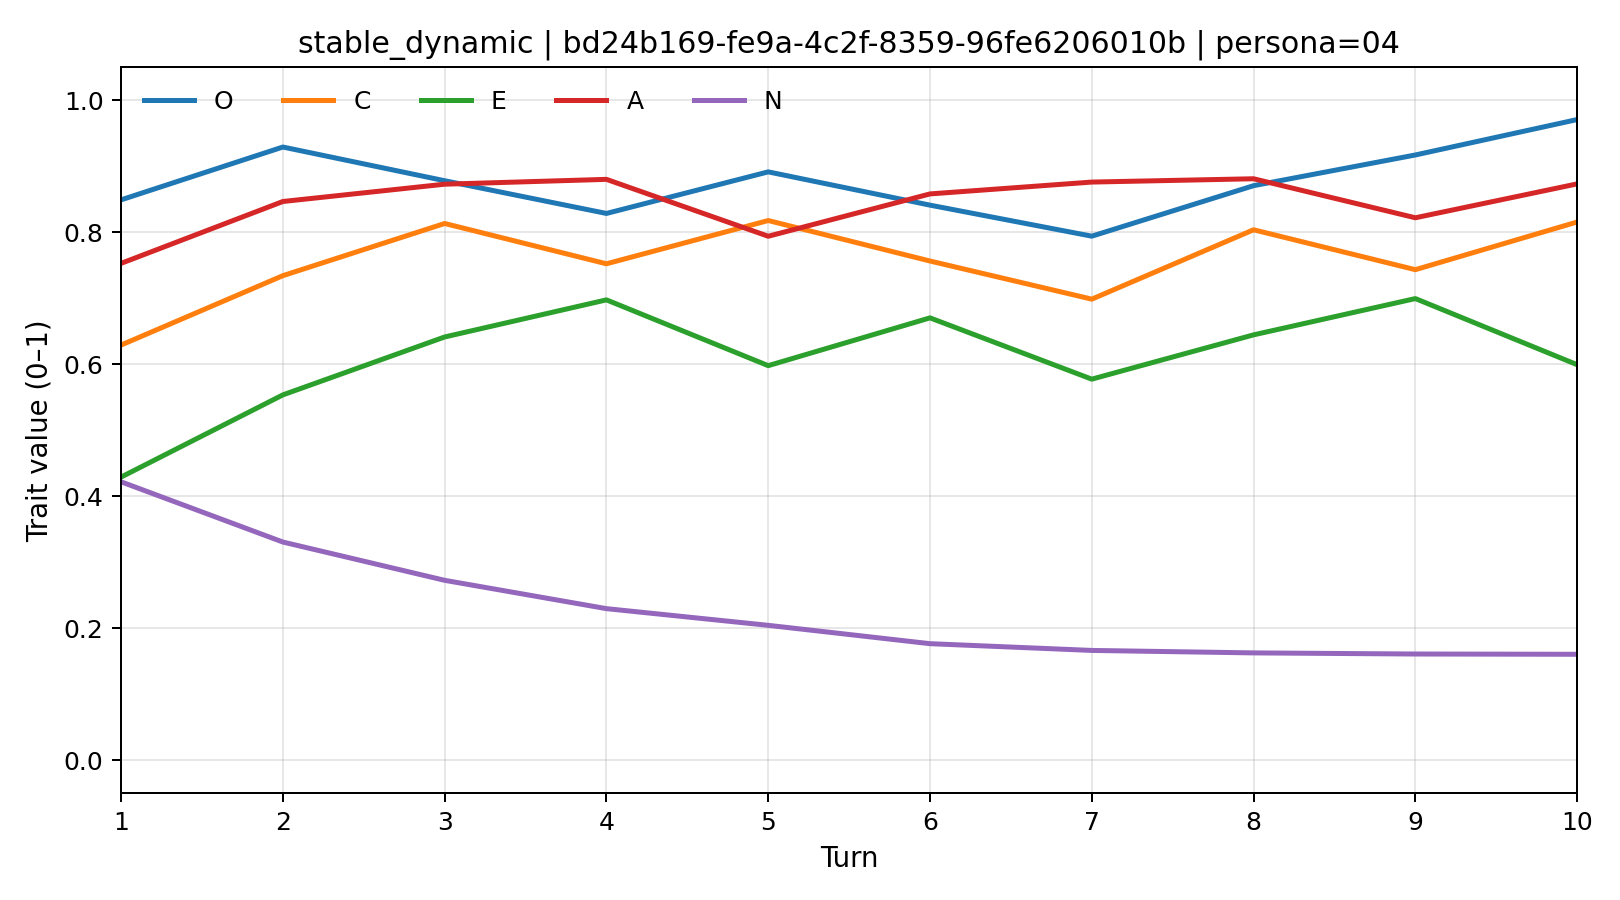 stable_dynamic | bd24b169-fe9a-4c2f-8359-96fe6206010b | persona=04
O C E A N
1.0
0.8
0.6
0.4
0.2
0.0
Trait value (0–1)
1 2 3 4 5 6 7 8 9 10
Turn